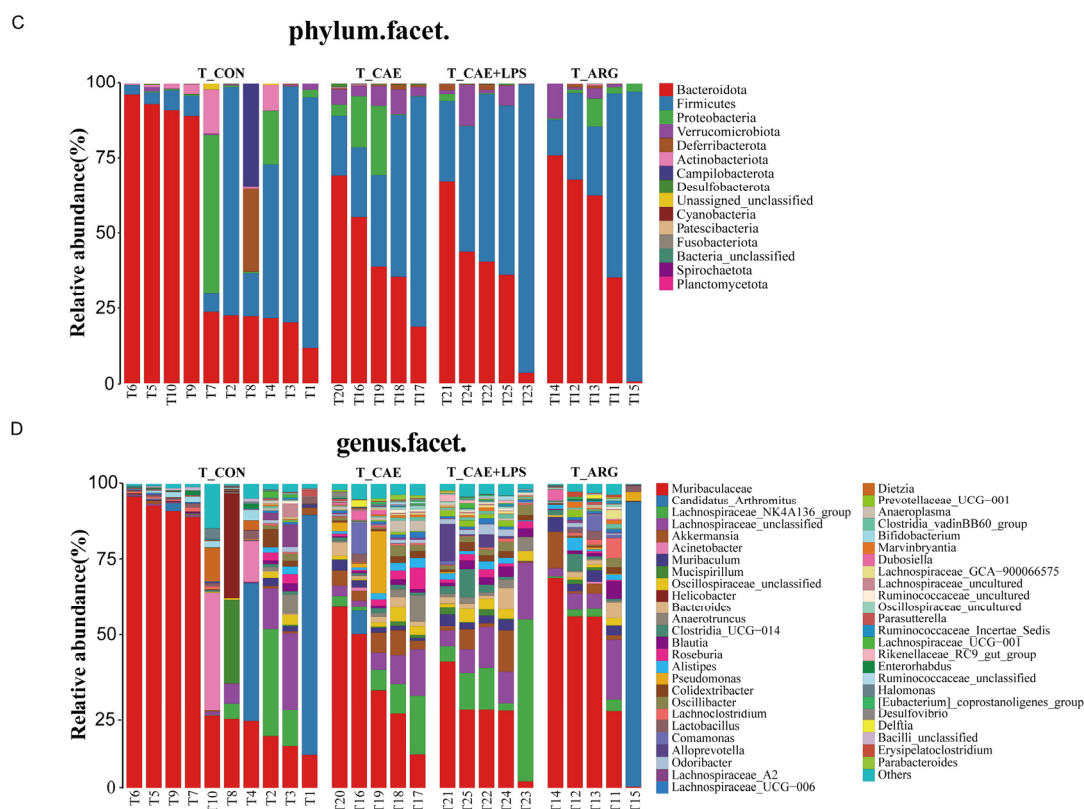 C
phylum.facet.
T_CON T_CAE T_CAE+LPS T_ARG
Relative abundance(%)
100
75
50
25
0
T6 T5 T10 T9 T7 T2 T8 T4 T3 T1 T20 T16 T19 T18 T17 T21 T24 T22 T25 T23 T14 T12 T13 T11 T15
Bacteroidota
Firmicutes
Proteobacteria
Verrucomicrobiota
Deferribacterota
Actinobacteriota
Campilobacterota
Desulfobacterota
Unassigned_unclassified
Cyanobacteria
Patescibacteria
Fusobacteriota
Bacteria_unclassified
Spirochaetota
Planctomycetota
D
genus.facet.
T_CON T_CAE T_CAE+LPS T_ARG
Relative abundance(%)
100
75
50
25
0
T6 T5 T9 T7 T10 T8 T4 T2 T3 T1 T20 T16 T19 T18 T17 T21 T25 T22 T24 T23 T14 T12 T13 T11 T15
Muribaculaceae
Candidatus_Arthromitus
Lachnospiraceae_NK4A136_group
Lachnospiraceae_unclassified
Akkermansia
Acinetobacter
Muribaculum
Mucispirillum
Oscillospiraceae_unclassified
Helicobacter
Bacteroides
Anaerotruncus
Clostridia_UCG-014
Blautia
Roseburia
Alistipes
Pseudomonas
Colidextribacter
Oscillibacter
Lachnoclostridium
Lactobacillus
Comamonas
Alloprevotella
Odoribacter
Lachnospiraceae_A2
Lachnospiraceae_UCG-006
Dietzia
Prevotellaceae_UCG-001
Anaeroplasma
Clostridia_vadinBB60_group
Bifidobacterium
Marvinbryantia
Dubosiella
Lachnospiraceae_GCA-900066575
Lachnospiraceae_uncultured
Ruminococcaceae_uncultured
Oscillospiraceae_uncultured
Parasutterella
Ruminococcaceae_Incertae_Sedis
Lachnospiraceae_UCG-001
Rikenellaceae_RC9_gut_group
Enterorhabdus
Ruminococcaceae_unclassified
Halomonas
[Eubacterium]_coprostanoligenes_group
Desulfovibrio
Delftia
Bacilli_unclassified
Erysipelatoclostridium
Parabacteroides
Others